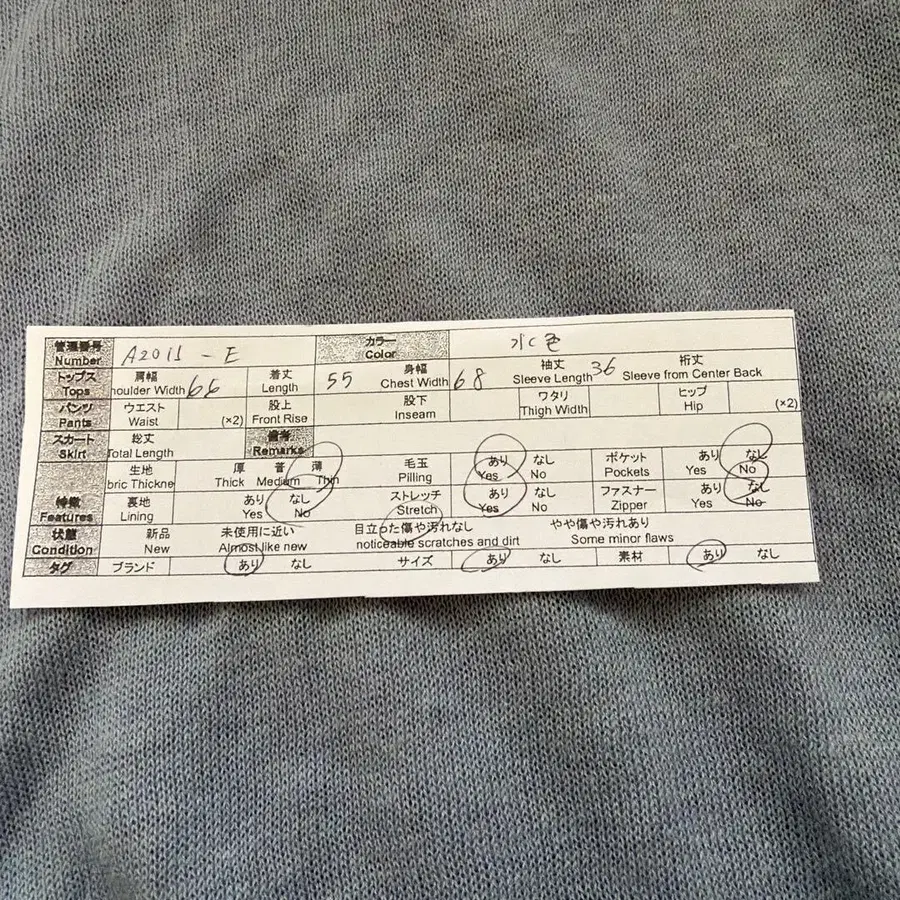 管理番号 カラー 水色
Number A2011 - E Color
トップス 肩幅 66 着丈 55 身幅 68 袖丈 36 裄丈
Tops houlder Width Length Chest Width Sleeve Length Sleeve from Center Back
パンツ ウエスト 股上 股下 ワタリ ヒップ
Pants Waist (×2) Front Rise Inseam Thigh Width Hip (×2)
スカート 総丈 備考
Skirt Total Length Remarks
生地 厚 普 薄 毛玉 あり なし ポケット あり なし
bric Thickne Thick Medium Thin Pilling Yes No Pockets Yes No
特徴 裏地 あり なし ストレッチ あり なし ファスナー あり なし
Features Lining Yes No Stretch Yes No Zipper Yes No
状態 新品 未使用に近い 目立った傷や汚れなし やや傷や汚れあり
Condition New Almost like new noticeable scratches and dirt Some minor flaws
タグ ブランド あり なし サイズ あり なし 素材 あり なし